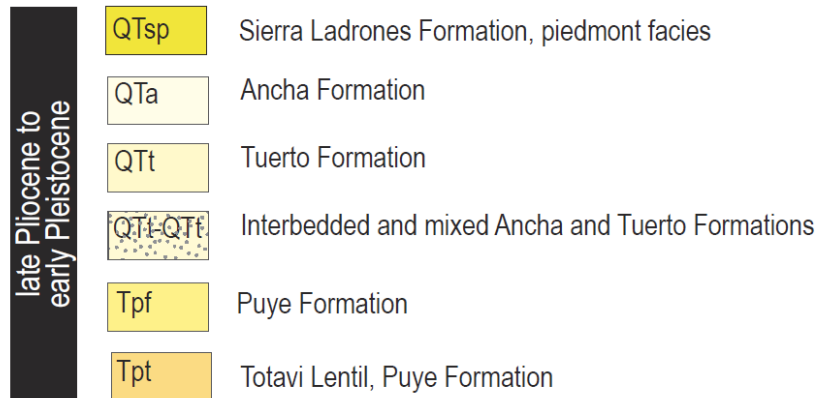 late Pliocene to
early Pleistocene
QTsp Sierra Ladrones Formation, piedmont facies
QTa Ancha Formation
QTt Tuerto Formation
QTt-QTt Interbedded and mixed Ancha and Tuerto Formations
Tpf Puye Formation
Tpt Totavi Lentil, Puye Formation